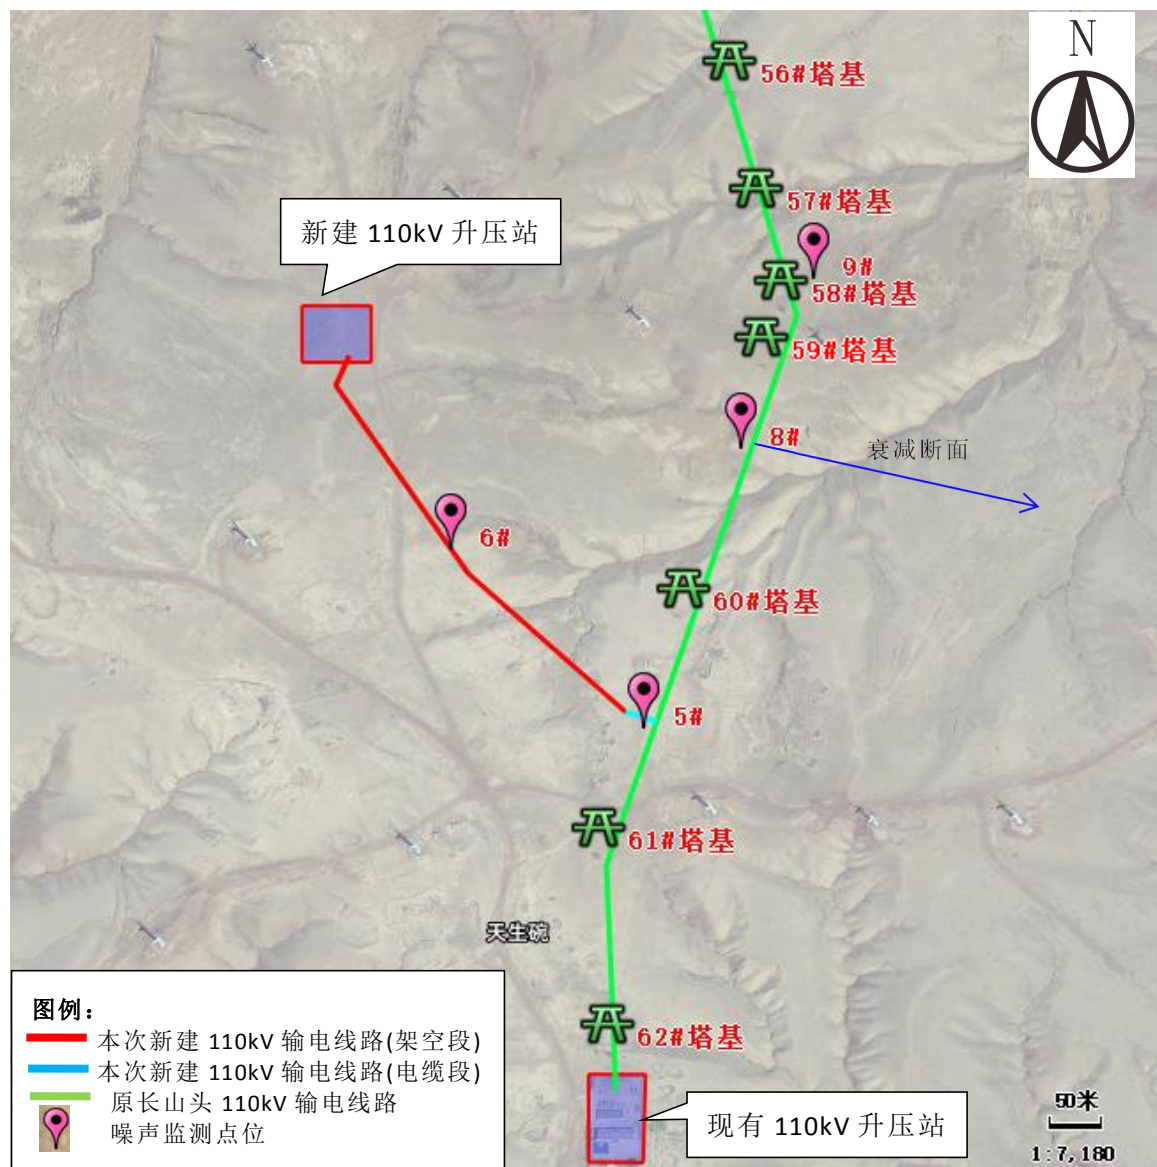 N
56#塔基
57#塔基
新建 110kV 升压站
9#
58#塔基
59#塔基
8#
衰减断面
6#
60#塔基
5#
61#塔基
天生碗
图例：
本次新建 110kV 输电线路(架空段)
本次新建 110kV 输电线路(电缆段)
原长山头 110kV 输电线路
噪声监测点位
62#塔基
现有 110kV 升压站
50米
1:7,180